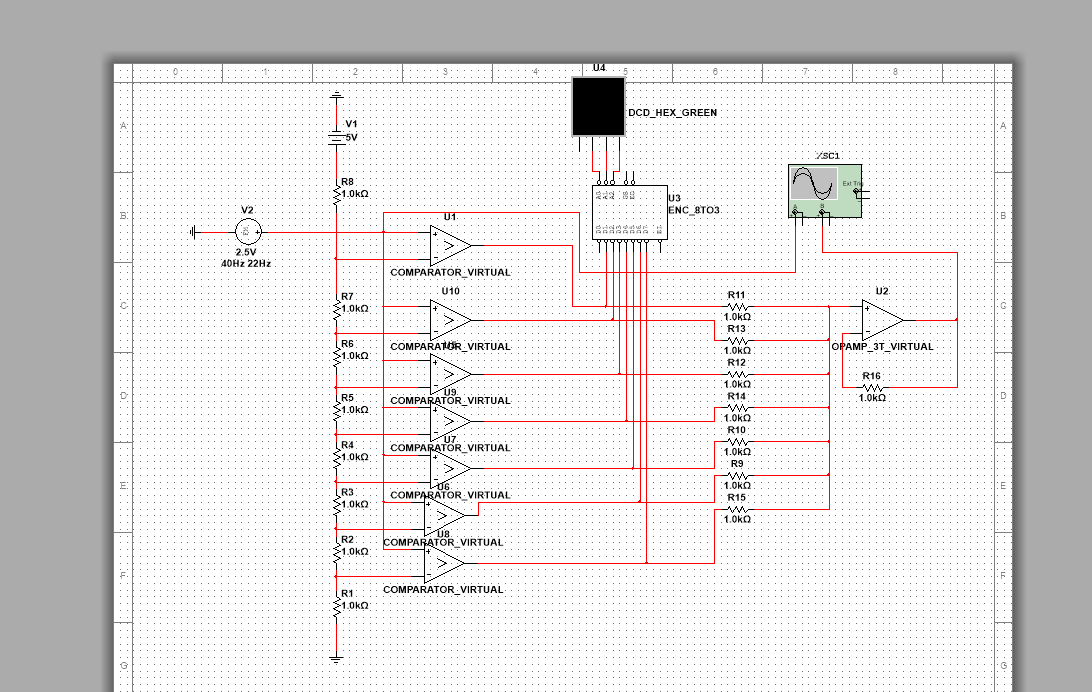 U4
0 1 2 3 4 5 6 7 8
DCD_HEX_GREEN
A A
V1
5V
XSC1
R8
1.0kΩ
Ext Trig
U3
ENC_8TO3
V2
2.5V
40Hz 22Hz
B B
U1
COMPARATOR_VIRTUAL
U10
COMPARATOR_VIRTUAL
R7
1.0kΩ
R11
1.0kΩ
U2
OPAMP_3T_VIRTUAL
C C
R13
1.0kΩ
R6
1.0kΩ
COMPARATOR_VIRTUAL
R12
1.0kΩ
R16
1.0kΩ
D D
U9
COMPARATOR_VIRTUAL
R5
1.0kΩ
R14
1.0kΩ
R4
1.0kΩ
U7
COMPARATOR_VIRTUAL
R10
1.0kΩ
R9
1.0kΩ
E E
R3
1.0kΩ
U6
COMPARATOR_VIRTUAL
R15
1.0kΩ
R2
1.0kΩ
U8
COMPARATOR_VIRTUAL
F F
R1
1.0kΩ
G G